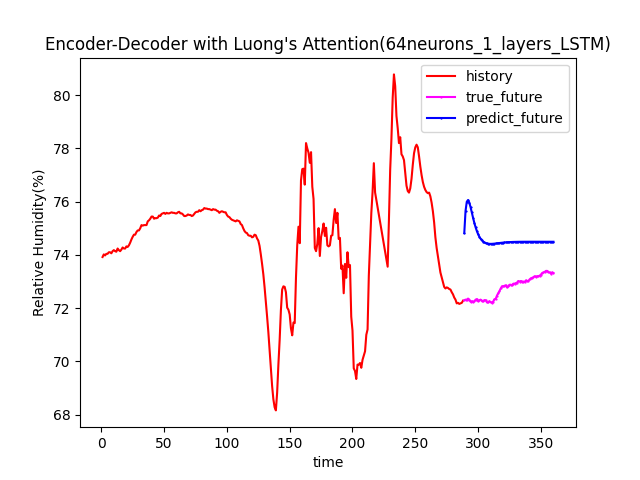 Encoder-Decoder with Luong's Attention(64neurons_1_layers_LSTM)
history
true_future
predict_future
Relative Humidity(%)
80
78
76
74
72
70
68
0 50 100 150 200 250 300 350
time